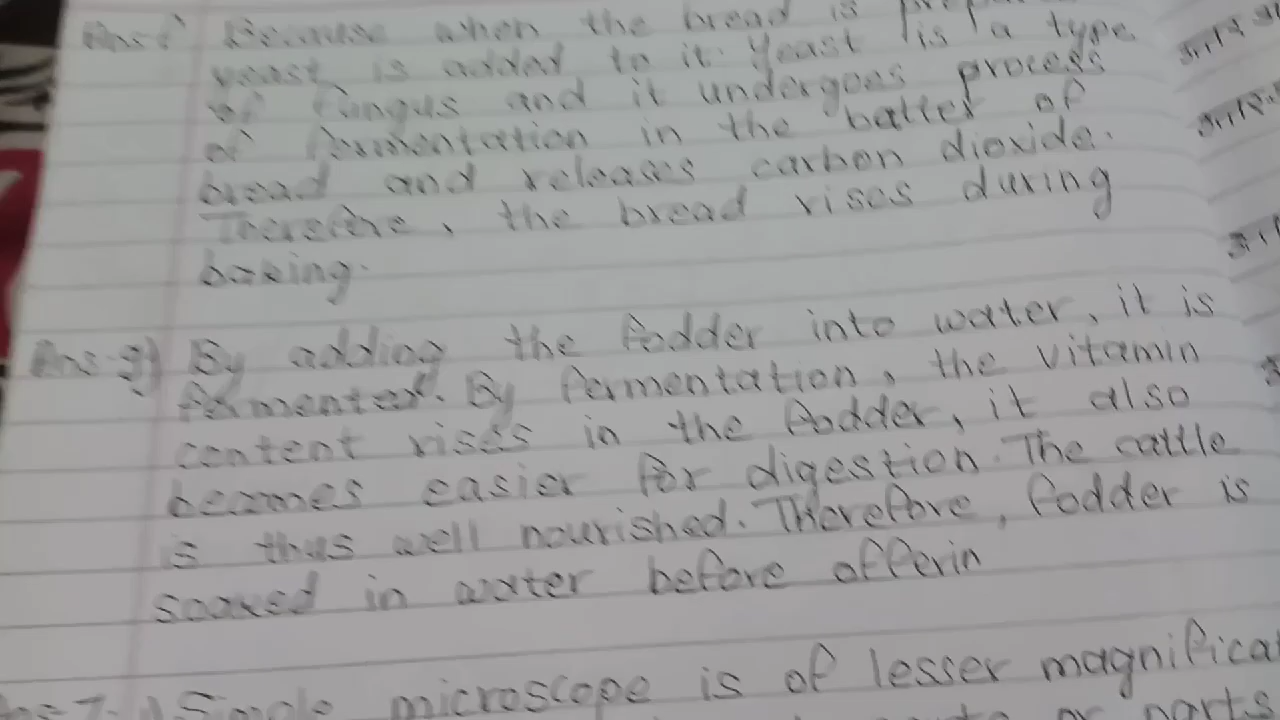 Because when the bread is
yeast is added to it. Yeast is a type
of fungus and it undergoes process
of fermentation in the batter of
bread and releases carbon dioxide.
Therefore, the bread rises during
baking.
Ans-g) By adding the fodder into water, it is
fermented. By fermentation, the vitamin
content rises in the fodder, it also
becomes easier for digestion. The cattle
is thus well nourished. Therefore, fodder is
soaked in water before offerin
Simple microscope is of lesser magnifica
or parts